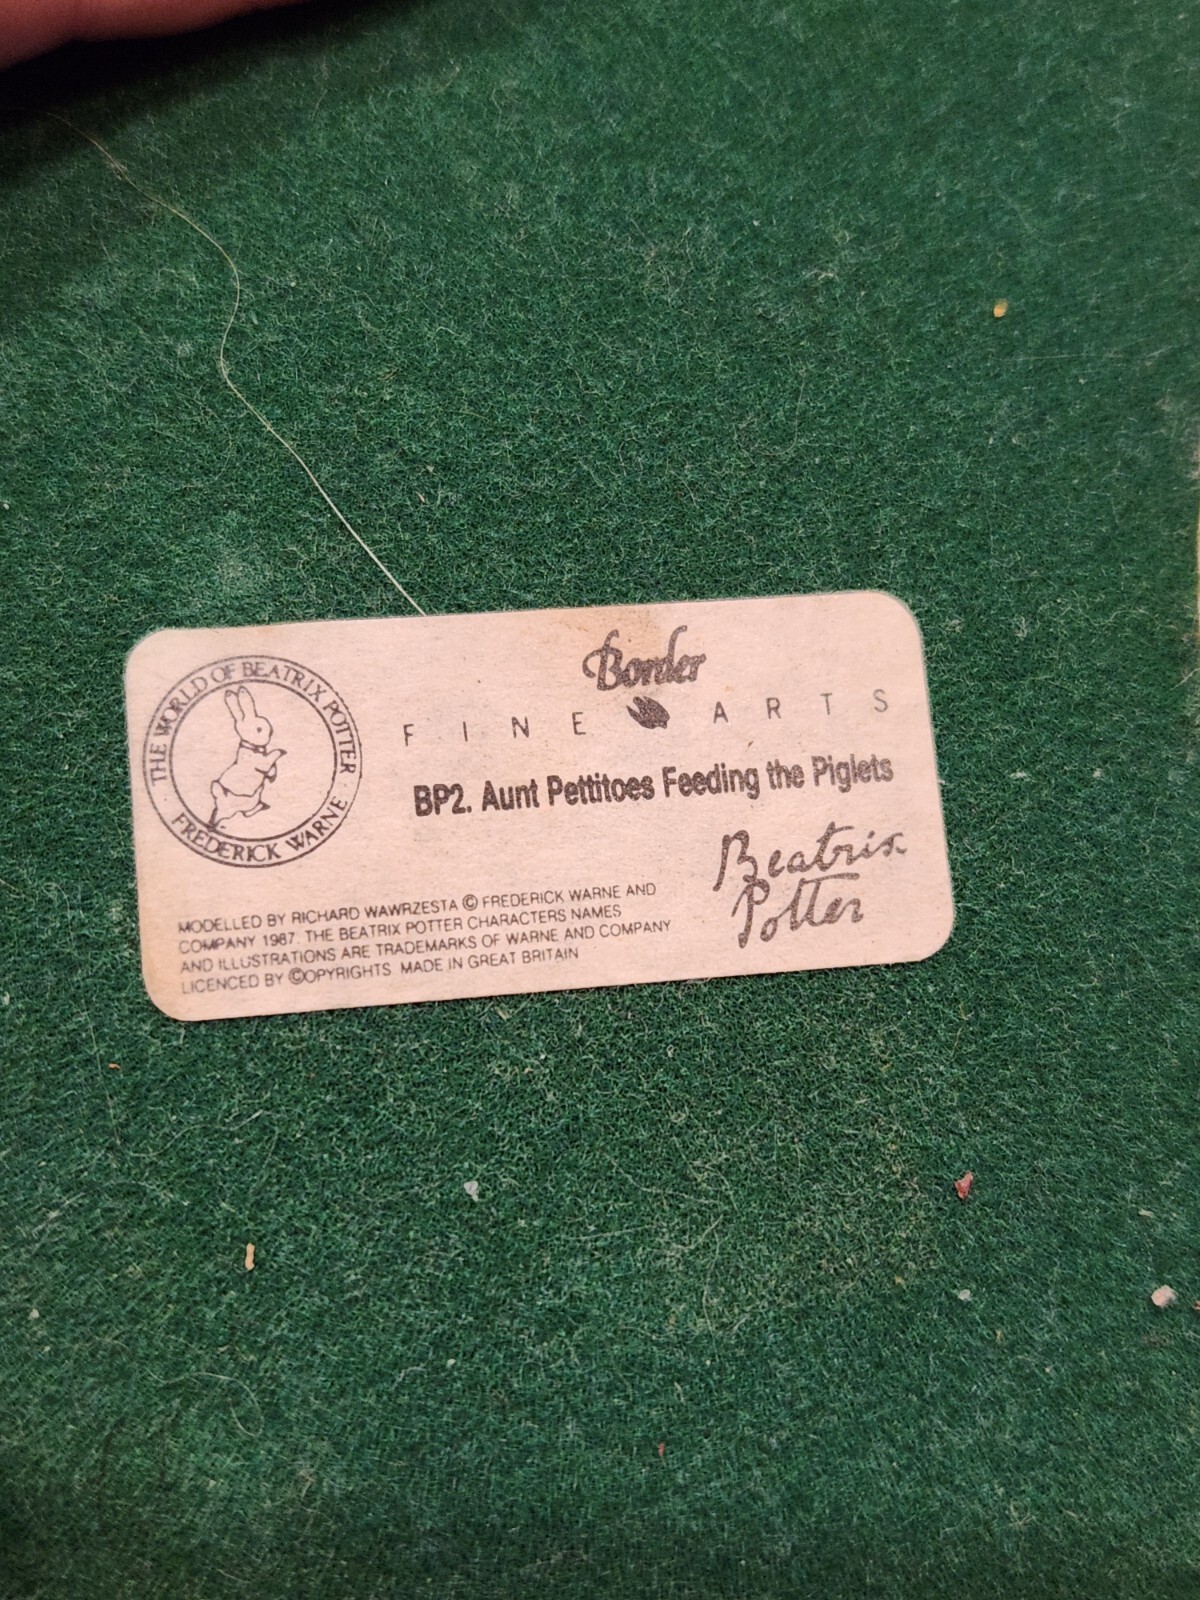 THE WORLD OF BEATRIX POTTER
FREDERICK WARNE
Border
FINE ARTS
BP2. Aunt Pettitoes Feeding the Piglets
Beatrix
Potter
MODELLED BY RICHARD WAWRZESTA © FREDERICK WARNE AND
COMPANY 1987. THE BEATRIX POTTER CHARACTERS NAMES
AND ILLUSTRATIONS ARE TRADEMARKS OF WARNE AND COMPANY
LICENCED BY ©OPYRIGHTS MADE IN GREAT BRITAIN